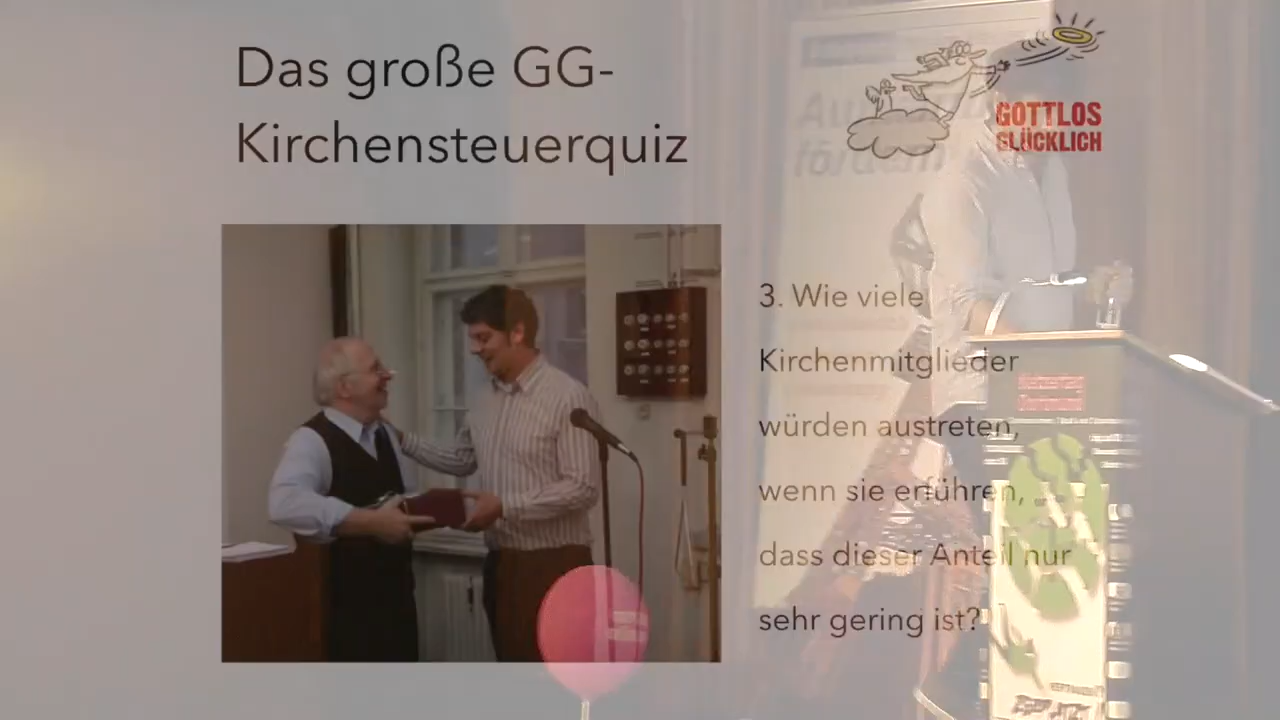 Das große GG-
Kirchensteuerquiz
GOTTLOS
GLÜCKLICH
3. Wie viele
Kirchenmitglieder
würden austreten,
wenn sie erführen,
dass dieser Anteil nur
sehr gering ist?